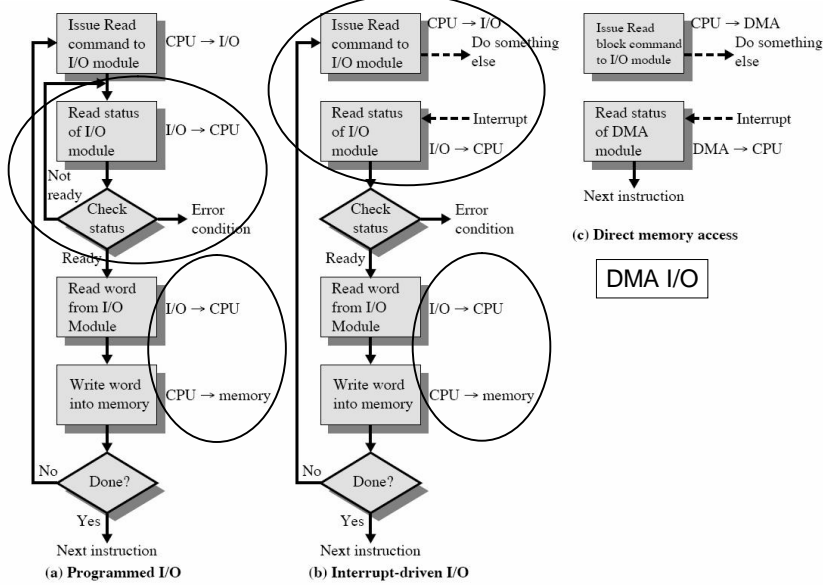 Issue Read
command to
I/O module
CPU → I/O
Read status
of I/O
module
I/O → CPU
Not
ready
Check
status
Error
condition
Ready
Read word
from I/O
Module
I/O → CPU
Write word
into memory
CPU → memory
No
Done?
Yes
Next instruction
(a) Programmed I/O
Issue Read
command to
I/O module
CPU → I/O
Do something
else
Read status
of I/O
module
Interrupt
I/O → CPU
Check
status
Error
condition
Ready
Read word
from I/O
Module
I/O → CPU
Write word
into memory
CPU → memory
No
Done?
Yes
Next instruction
(b) Interrupt-driven I/O
Issue Read
block command
to I/O module
CPU → DMA
Do something
else
Read status
of DMA
module
Interrupt
DMA → CPU
Next instruction
(c) Direct memory access
DMA I/O